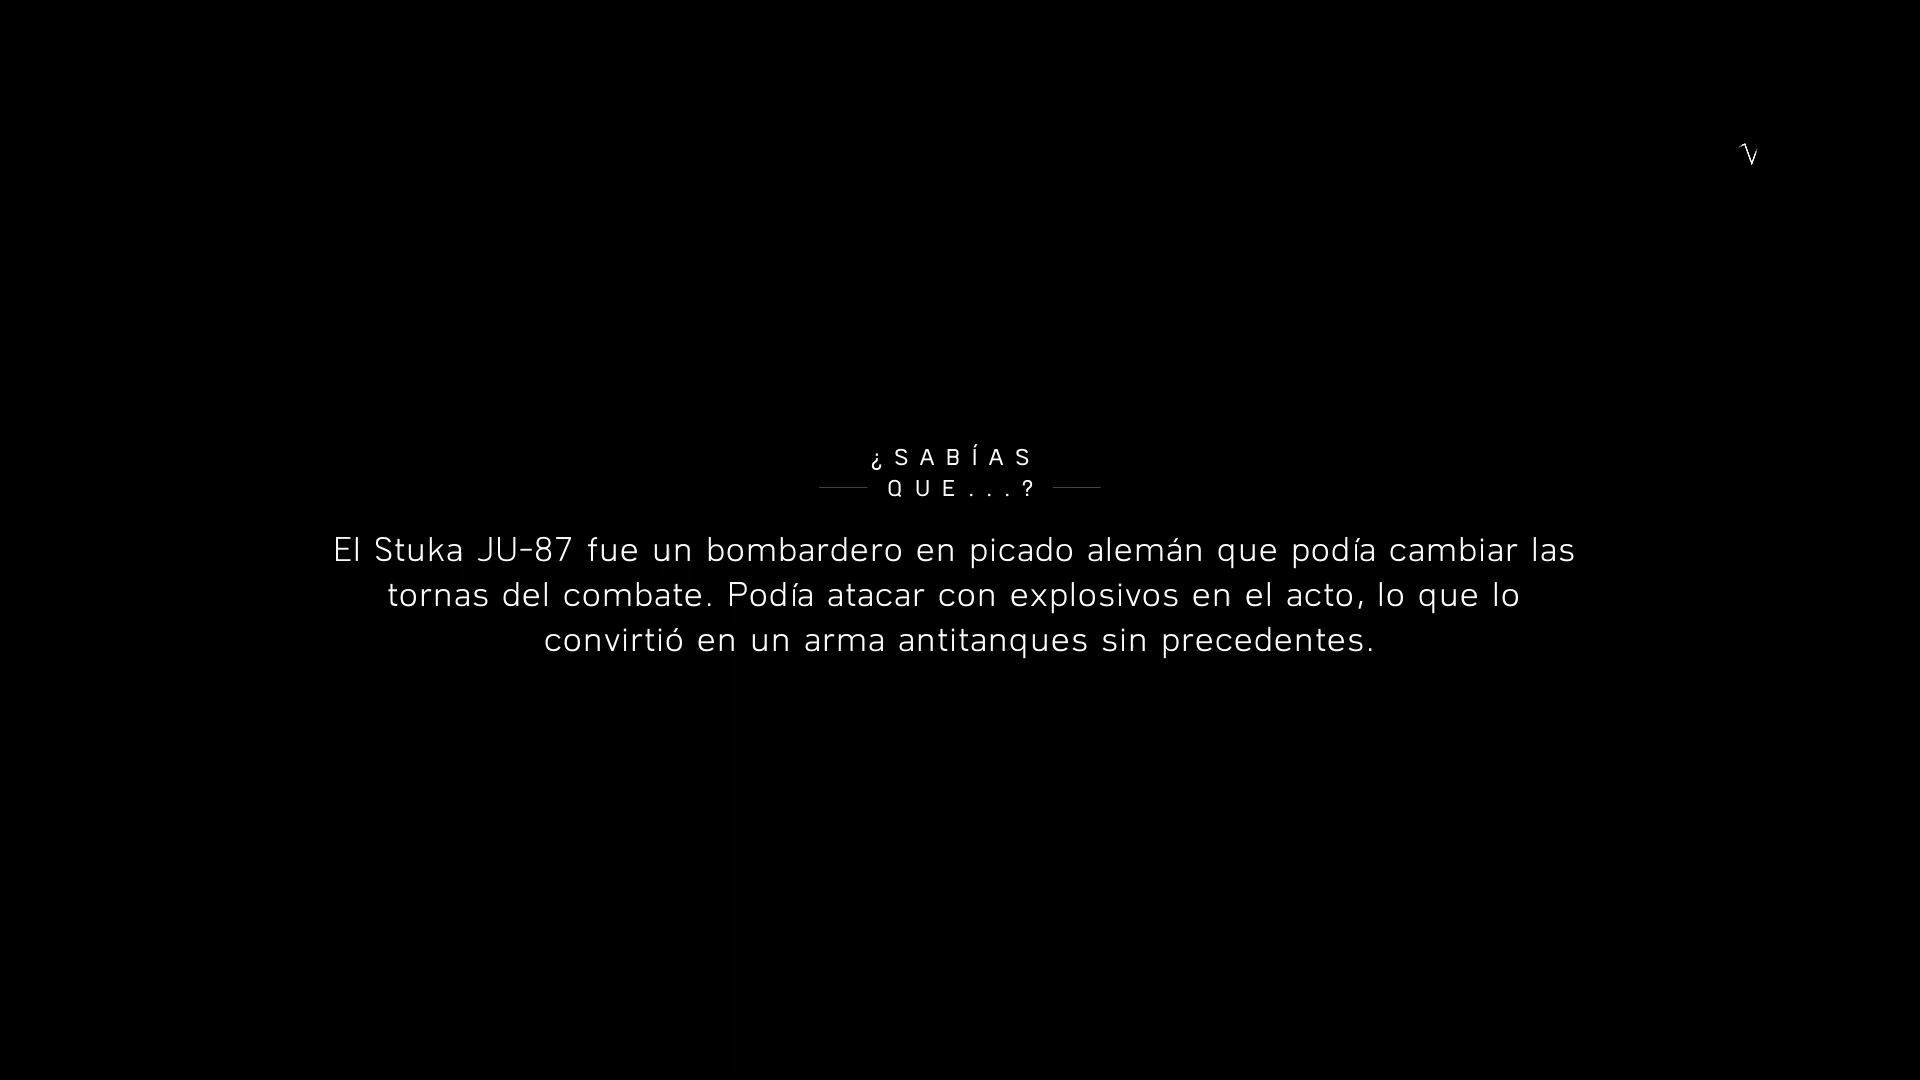 ¿SABÍAS
QUE...?
El Stuka JU-87 fue un bombardero en picado alemán que podía cambiar las
tornas del combate. Podía atacar con explosivos en el acto, lo que lo
convirtió en un arma antitanques sin precedentes.